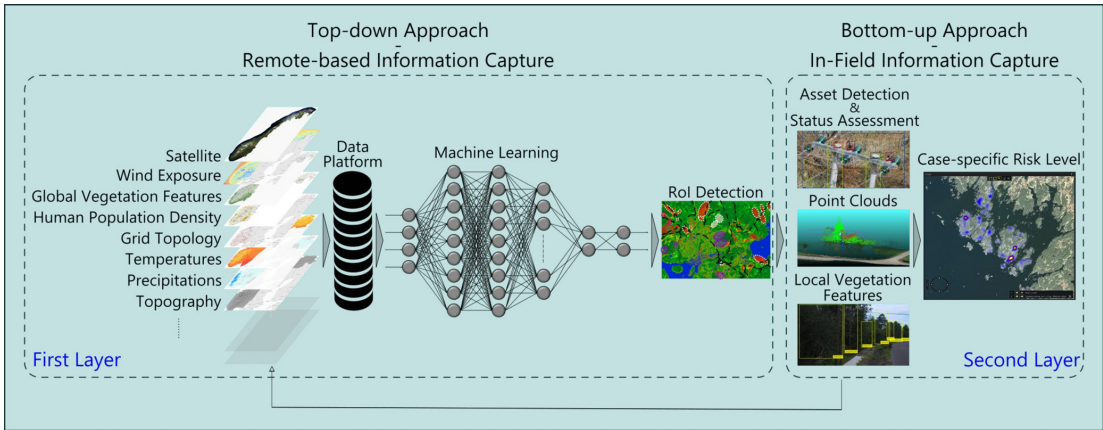 Top-down Approach
-
Remote-based Information Capture
Bottom-up Approach
-
In-Field Information Capture
Satellite
Wind Exposure
Global Vegetation Features
Human Population Density
Grid Topology
Temperatures
Precipitations
Topography
First Layer
Data
Platform
Machine Learning
RoI Detection
Asset Detection
&
Status Assessment
Point Clouds
Local Vegetation
Features
Case-specific Risk Level
Second Layer